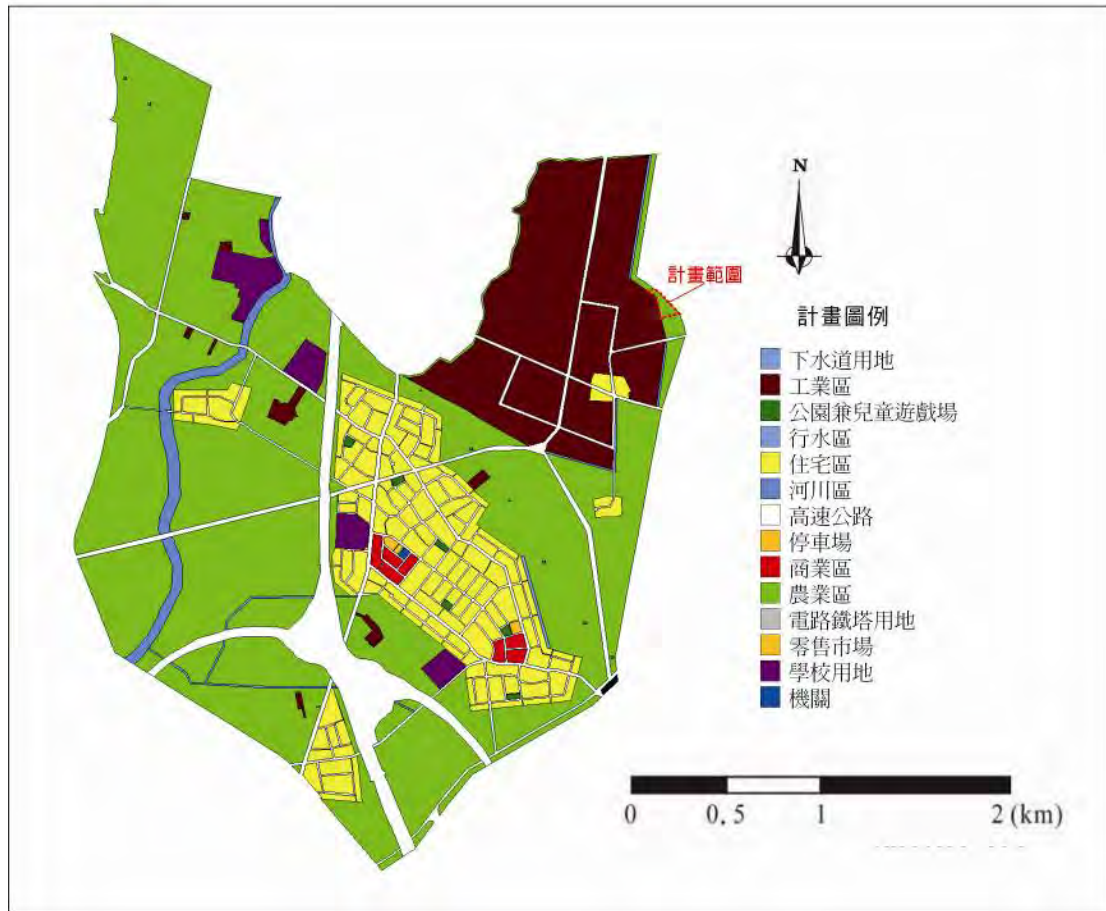 N
計畫範圍
計畫圖例
下水道用地
工業區
公園兼兒童遊戲場
行水區
住宅區
河川區
高速公路
停車場
商業區
農業區
電路鐵塔用地
零售市場
學校用地
機關
0 0.5 1 2 (km)